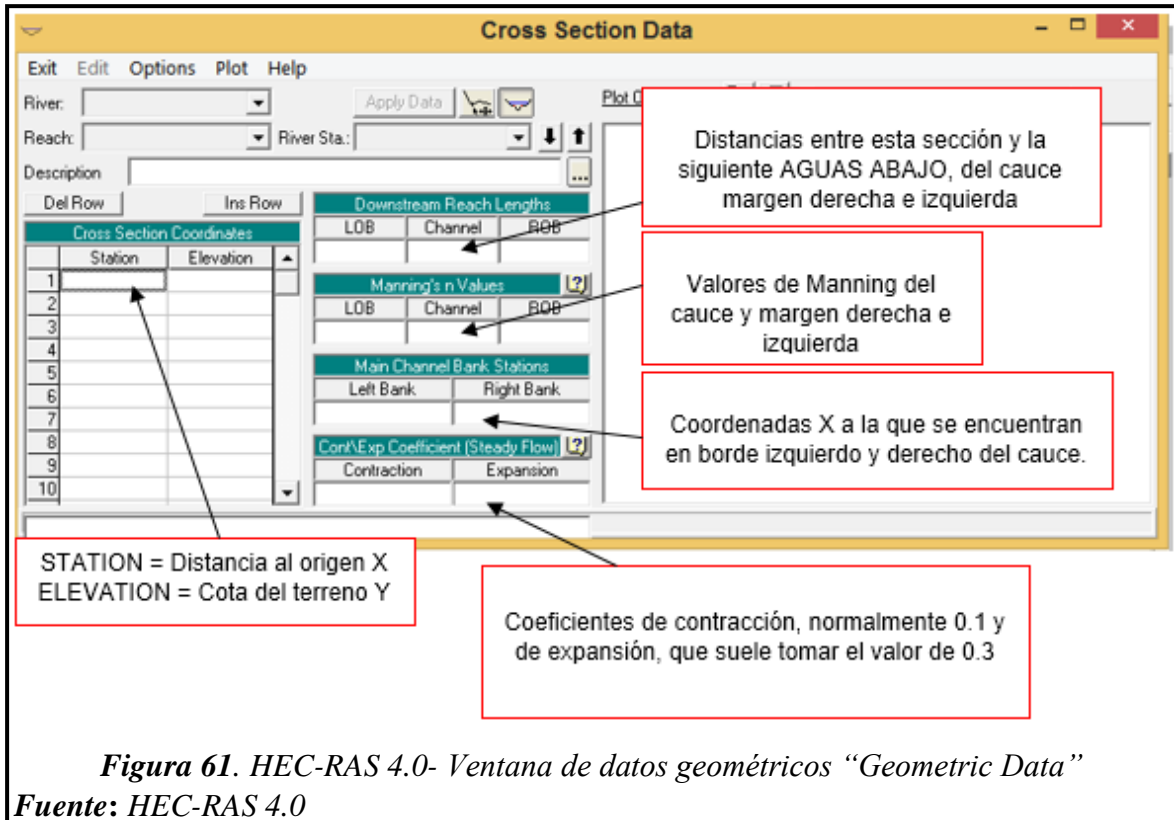 Cross Section Data
Exit Edit Options Plot Help
River:
Apply Data
Plot O
Reach:
River Sta.:
Description
...
Del Row
Ins Row
Downstream Reach Lengths
LOB Channel ROB
Cross Section Coordinates
Station Elevation
1
2
3
4
5
6
7
8
9
10
Manning's n Values
LOB Channel ROB
Main Channel Bank Stations
Left Bank Right Bank
Cont\Exp Coefficient (Steady Flow)
Contraction Expansion
Distancias entre esta sección y la
siguiente AGUAS ABAJO, del cauce
margen derecha e izquierda
Valores de Manning del
cauce y margen derecha e
izquierda
Coordenadas X a la que se encuentran
en borde izquierdo y derecho del cauce.
STATION = Distancia al origen X
ELEVATION = Cota del terreno Y
Coeficientes de contracción, normalmente 0.1 y
de expansión, que suele tomar el valor de 0.3
Figura 61. HEC-RAS 4.0- Ventana de datos geométricos “Geometric Data”
Fuente: HEC-RAS 4.0